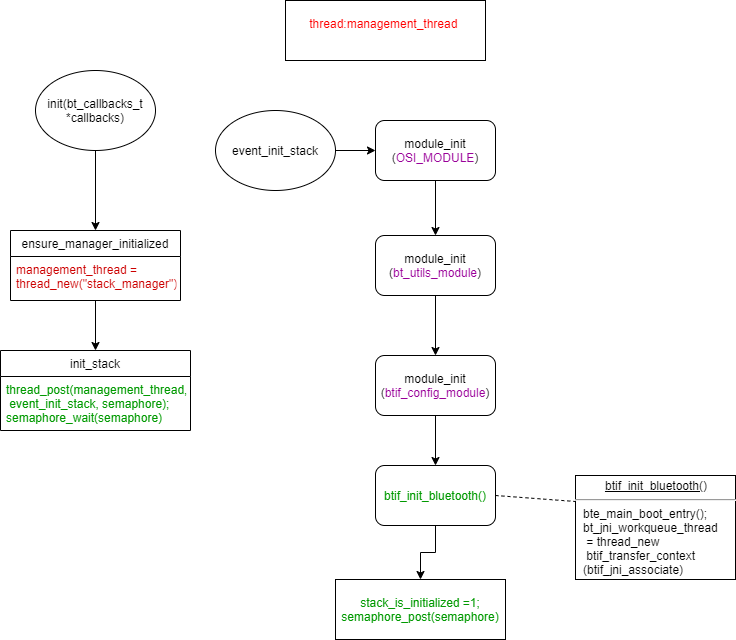 thread:management_thread
init(bt_callbacks_t
*callbacks)
ensure_manager_initialized
management_thread =
thread_new("stack_manager")
init_stack
thread_post(management_thread,
event_init_stack, semaphore);
semaphore_wait(semaphore)
event_init_stack
module_init
(OSI_MODULE)
module_init
(bt_utils_module)
module_init
(btif_config_module)
btif_init_bluetooth()
stack_is_initialized =1;
semaphore_post(semaphore)
btif_init_bluetooth()
bte_main_boot_entry();
bt_jni_workqueue_thread
= thread_new
btif_transfer_context
(btif_jni_associate)